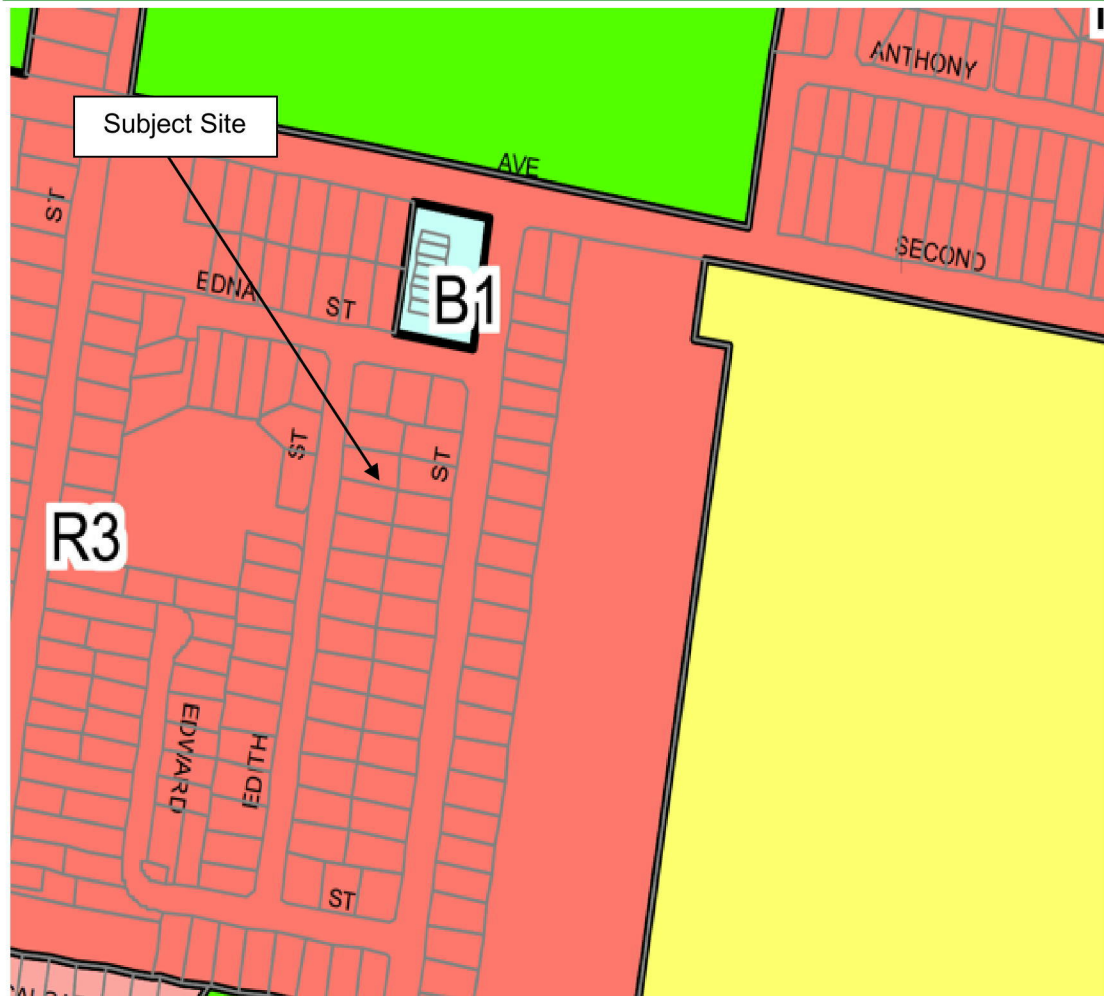 ANTHONY
Subject Site
AVE
ST
SECOND
EDNA
ST
B1
ST
ST
R3
EDWARD
EDITH
ST